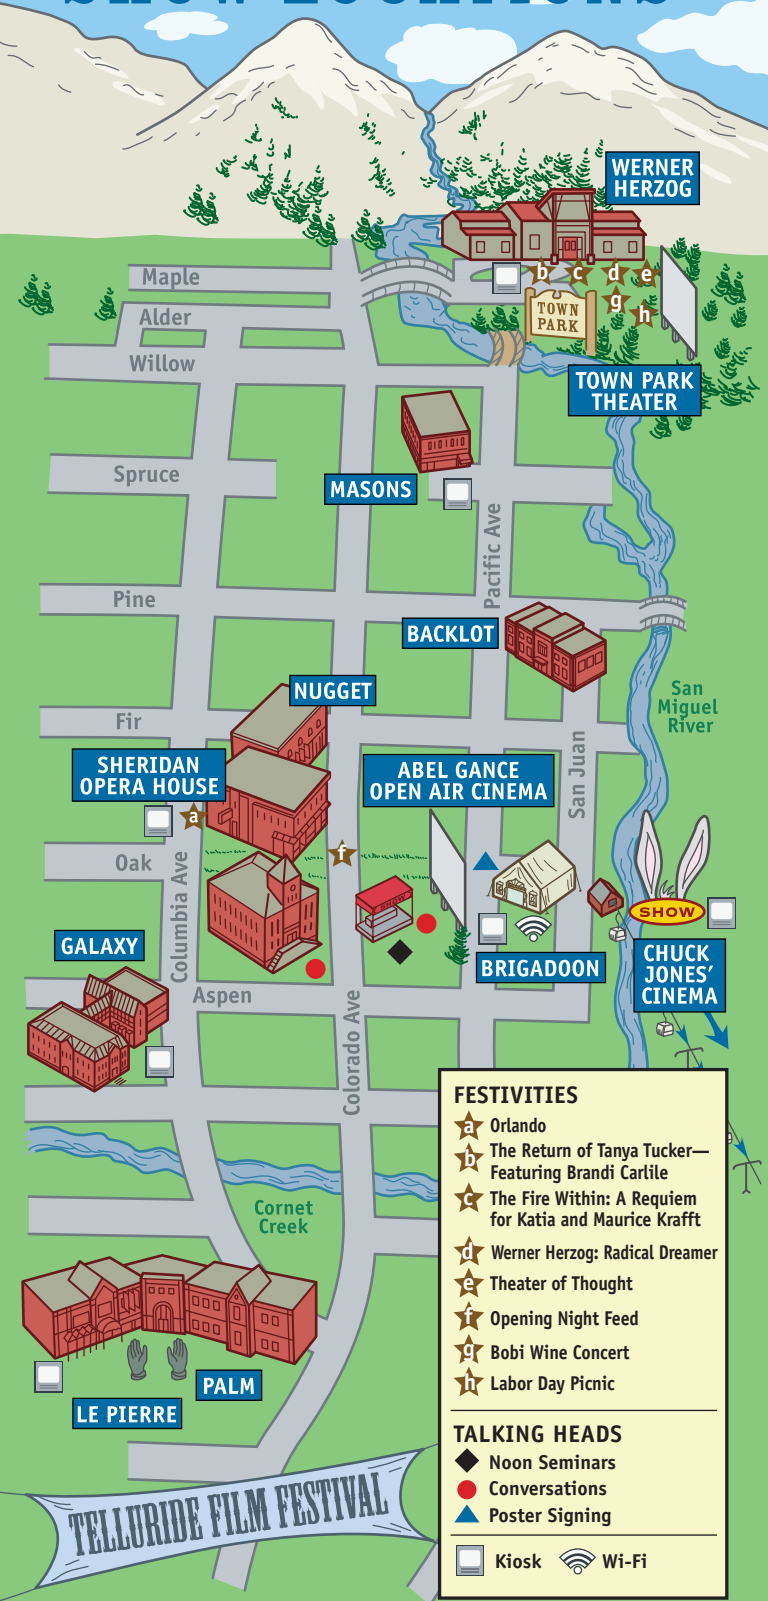 SHOW LOCATIONS
WERNER
HERZOG
Maple
b
c
d
e
g
h
TOWN
PARK
Alder
Willow
TOWN PARK
THEATER
Spruce
MASONS
Pacific Ave
Pine
BACKLOT
NUGGET
San
Miguel
River
Fir
San Juan
SHERIDAN
OPERA HOUSE
ABEL GANCE
OPEN AIR CINEMA
a
f
Oak
Columbia Ave
SHOW
SHOW
GALAXY
BRIGADOON
CHUCK
JONES’
CINEMA
Aspen
Colorado Ave
Cornet
Creek
PALM
LE PIERRE
TELLURIDE FILM FESTIVAL
FESTIVITIES
a Orlando
b The Return of Tanya Tucker—
Featuring Brandi Carlile
c The Fire Within: A Requiem
for Katia and Maurice Krafft
d Werner Herzog: Radical Dreamer
e Theater of Thought
f Opening Night Feed
g Bobi Wine Concert
h Labor Day Picnic
TALKING HEADS
Noon Seminars
Conversations
Poster Signing
Kiosk
Wi-Fi